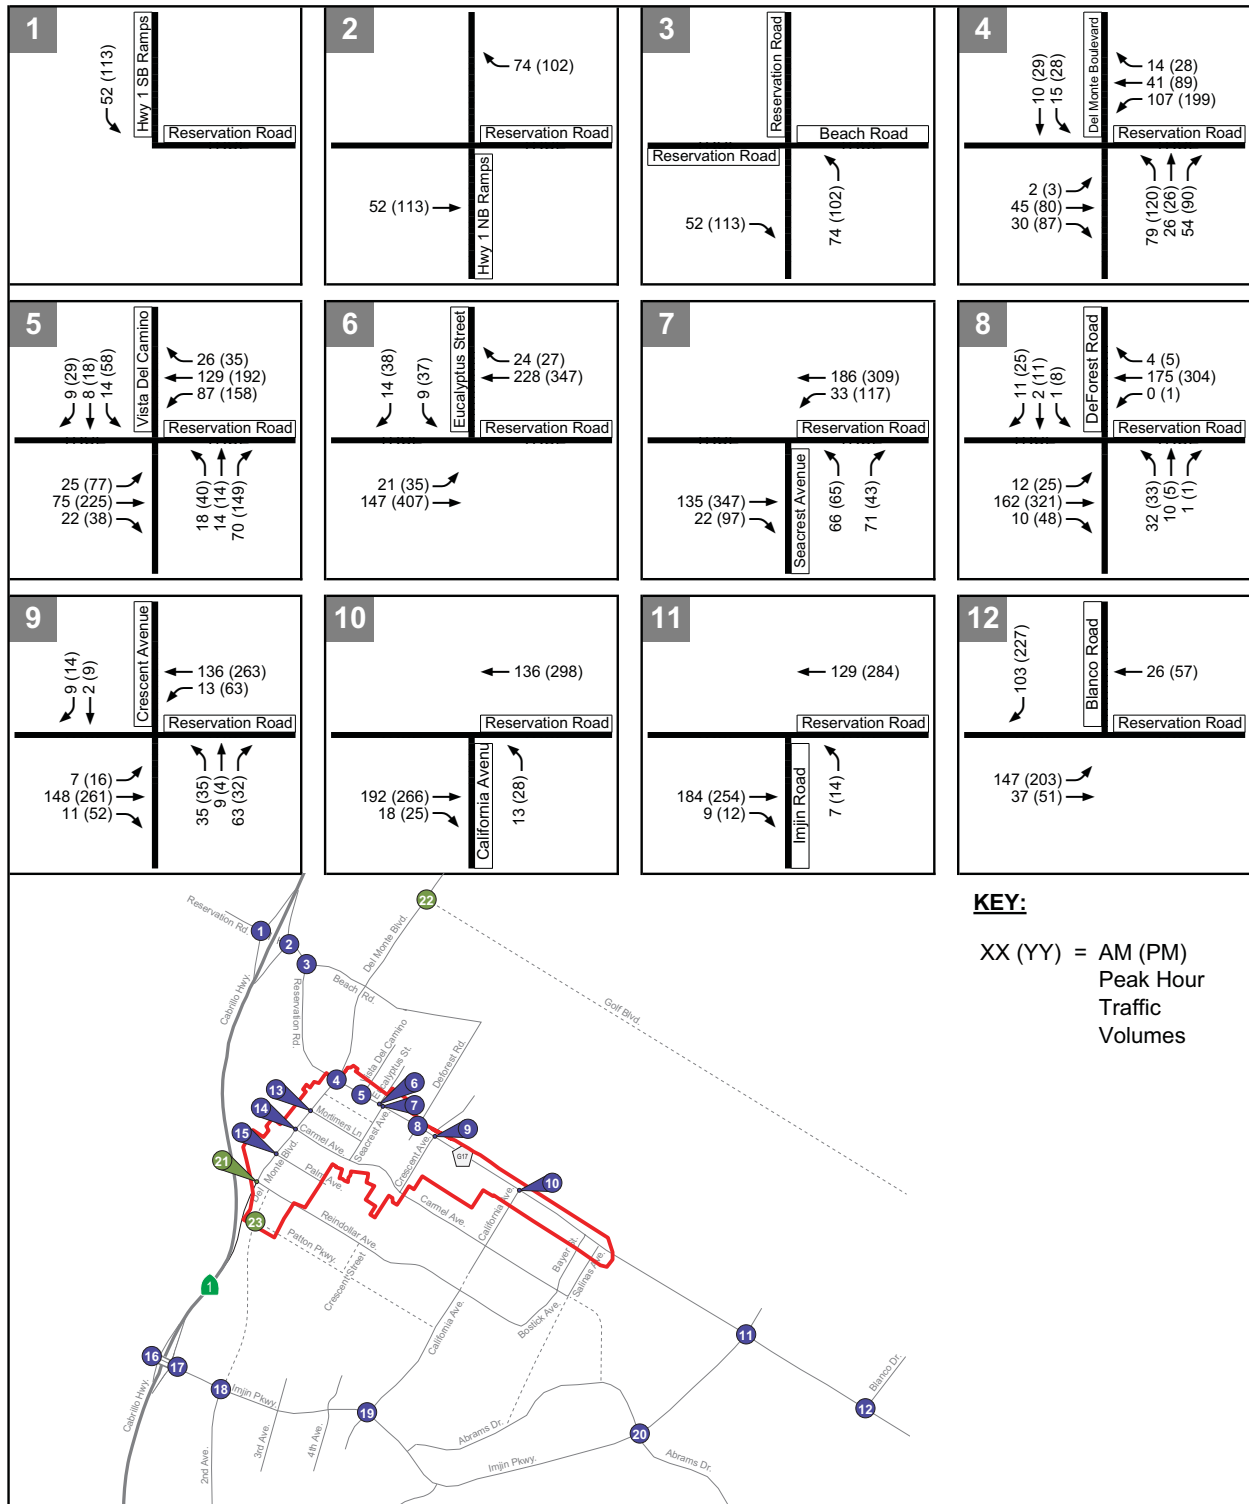 1
52 (113)
Hwy 1 SB Ramps
Reservation Road
2
74 (102)
Reservation Road
52 (113)
Hwy 1 NB Ramps
3
Reservation Road
Beach Road
Reservation Road
52 (113)
74 (102)
4
10 (29)
15 (28)
Del Monte Boulevard
14 (28)
41 (89)
107 (199)
Reservation Road
2 (3)
45 (80)
30 (87)
79 (120)
26 (26)
54 (90)
5
9 (29)
8 (18)
14 (58)
Vista Del Camino
26 (35)
129 (192)
87 (158)
Reservation Road
25 (77)
75 (225)
22 (38)
18 (40)
14 (14)
70 (149)
6
14 (38)
9 (37)
Eucalyptus Street
24 (27)
228 (347)
Reservation Road
21 (35)
147 (407)
7
186 (309)
33 (117)
Reservation Road
135 (347)
22 (97)
Seacrest Avenue
66 (65)
71 (43)
8
11 (25)
2 (11)
1 (8)
DeForest Road
4 (5)
175 (304)
0 (1)
Reservation Road
12 (25)
162 (321)
10 (48)
32 (33)
10 (5)
1 (1)
9
9 (14)
2 (9)
Crescent Avenue
136 (263)
13 (63)
Reservation Road
7 (16)
148 (261)
11 (52)
35 (35)
9 (4)
63 (32)
10
136 (298)
Reservation Road
192 (266)
18 (25)
California Avenu
13 (28)
11
129 (284)
Reservation Road
184 (254)
9 (12)
Imjin Road
7 (14)
12
103 (227)
Blanco Road
26 (57)
Reservation Road
147 (203)
37 (51)
KEY:
XX (YY) = AM (PM)
Peak Hour
Traffic
Volumes
Reservation Rd.
1
2
3
22
Del Monte Blvd.
Cabrillo Hwy.
Reservation Rd.
Beach Rd.
Golf Blvd.
Vista Del Camino
Eucalyptus St.
Deforest Rd.
4
5
6
7
8
9
13
14
15
21
Mortimers Ln
Carmel Ave.
Seacrest Ave.
Crescent Ave.
G17
10
Del Monte Blvd.
Palm Ave.
23
Reindollar Ave.
Carmel Ave.
California Ave.
Patton Pkwy.
Crescent Street
Bayer St.
Salinas Ave.
1
California Ave.
Bostick Ave.
11
Blanco Dr.
12
16
17
18
Imjin Pkwy.
19
Cabrillo Hwy.
2nd Ave.
3rd Ave.
4th Ave.
Abrams Dr.
Imjin Pkwy.
20
Abrams Dr.